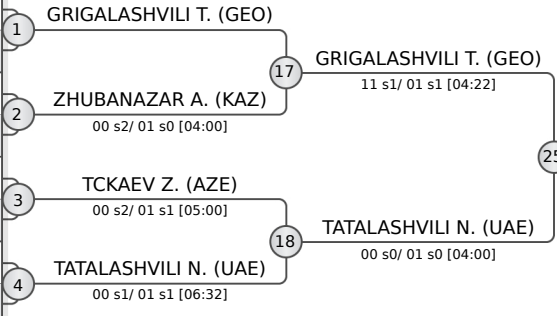 GRIGALASHVILI T. (GEO)
1
GRIGALASHVILI T. (GEO)
17
11 s1/ 01 s1 [04:22]
ZHUBANAZAR A. (KAZ)
2
00 s2/ 01 s0 [04:00]
25
TCKAEV Z. (AZE)
3
00 s2/ 01 s1 [05:00]
TATALASHVILI N. (UAE)
18
00 s0/ 01 s0 [04:00]
TATALASHVILI N. (UAE)
4
00 s1/ 01 s1 [06:32]